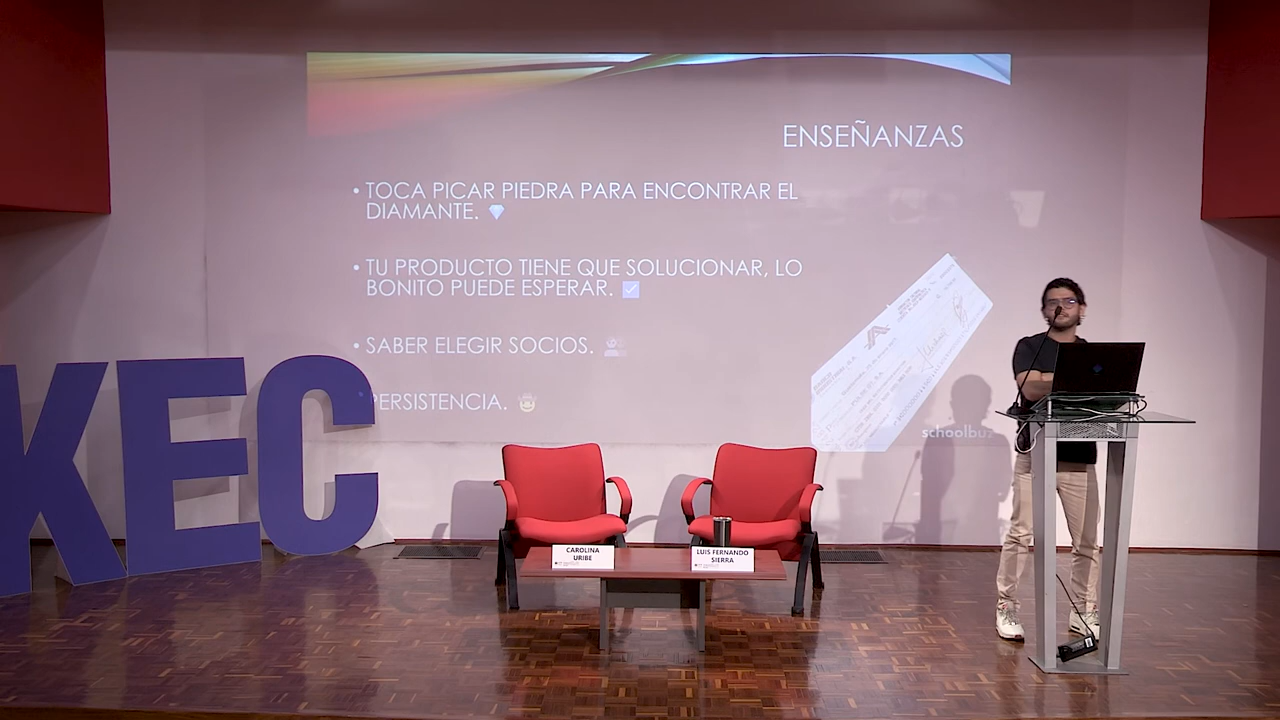 ENSEÑANZAS
• TOCA PICAR PIEDRA PARA ENCONTRAR EL
DIAMANTE.
• TU PRODUCTO TIENE QUE SOLUCIONAR, LO
BONITO PUEDE ESPERAR.
• SABER ELEGIR SOCIOS.
• PERSISTENCIA.
schoolbu
KEC
CAROLINA
URIBE
LUIS FERNANDO
SIERRA